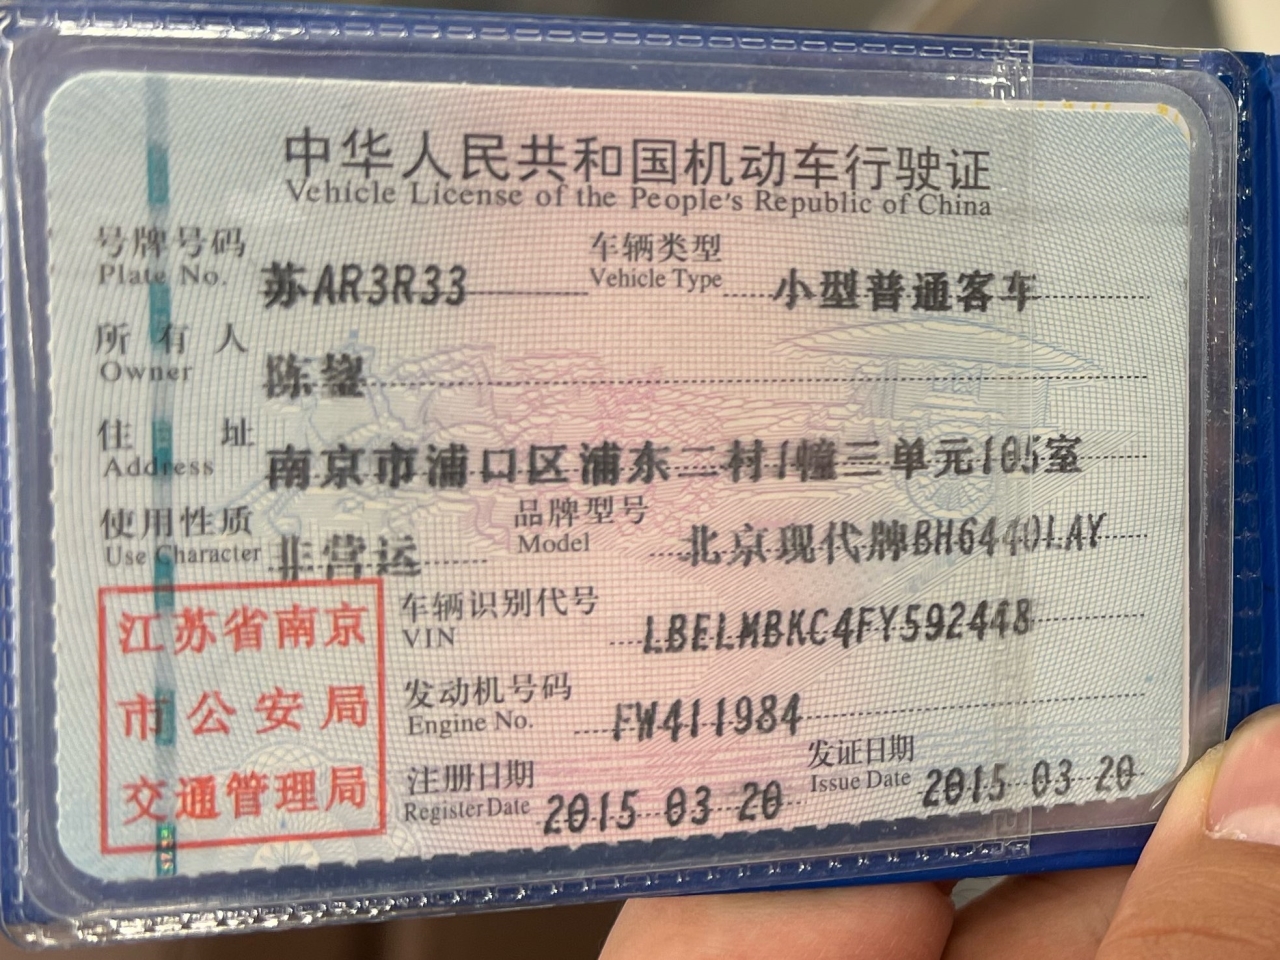 中华人民共和国机动车行驶证
Vehicle License of the People's Republic of China
号牌号码 苏AR3R33 车辆类型 小型普通客车
Plate No. Vehicle Type
所有人 陈
Owner
住址 南京市浦口区浦东二村1幢三单元105室
Address
使用性质 非营运 品牌型号 北京现代牌BH6440LAY
Use Character Model
江苏省南京
市公安局
交通管理局
车辆识别代号 LBELMBKC4FY592448
VIN
发动机号码 FW411984
Engine No.
注册日期 2015-03-20 发证日期 2015-03-20
Register Date Issue Date